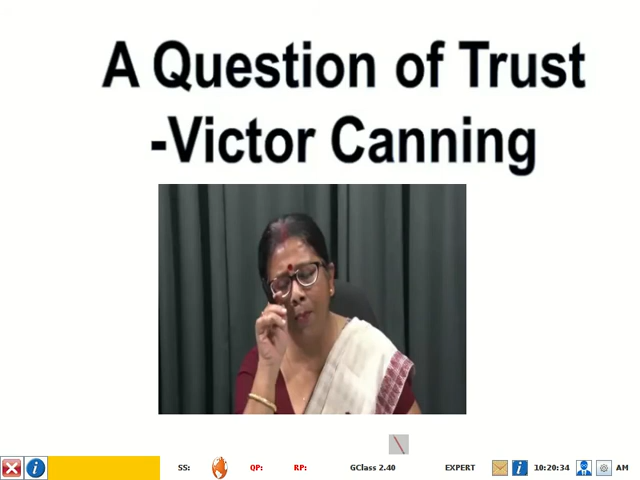 A Question of Trust
-Victor Canning
SS:
QP:
RP:
GClass 2.40
EXPERT
10:20:34
AM